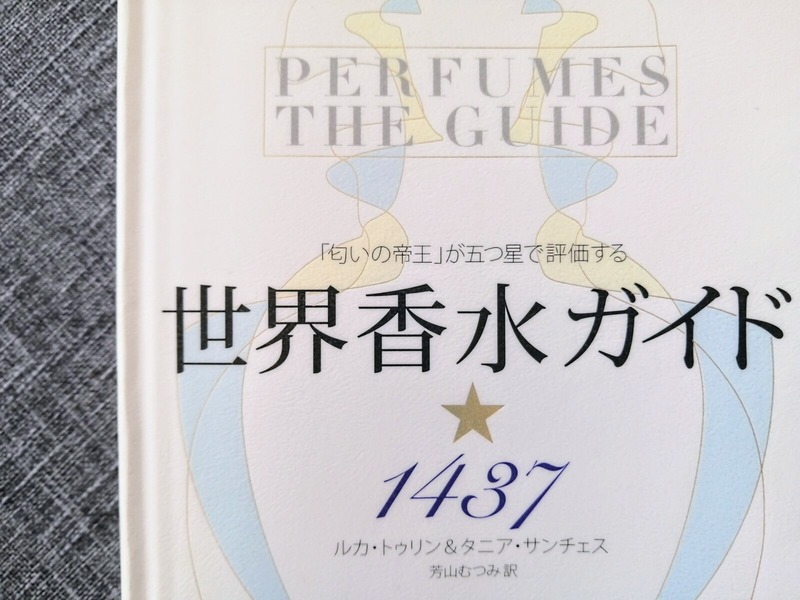 PERFUMES
THE GUIDE
「匂いの帝王」が五つ星で評価する
世界香水ガイド
★
1437
ルカ・トゥリン&タニア・サンチェス
芳山むつみ 訳